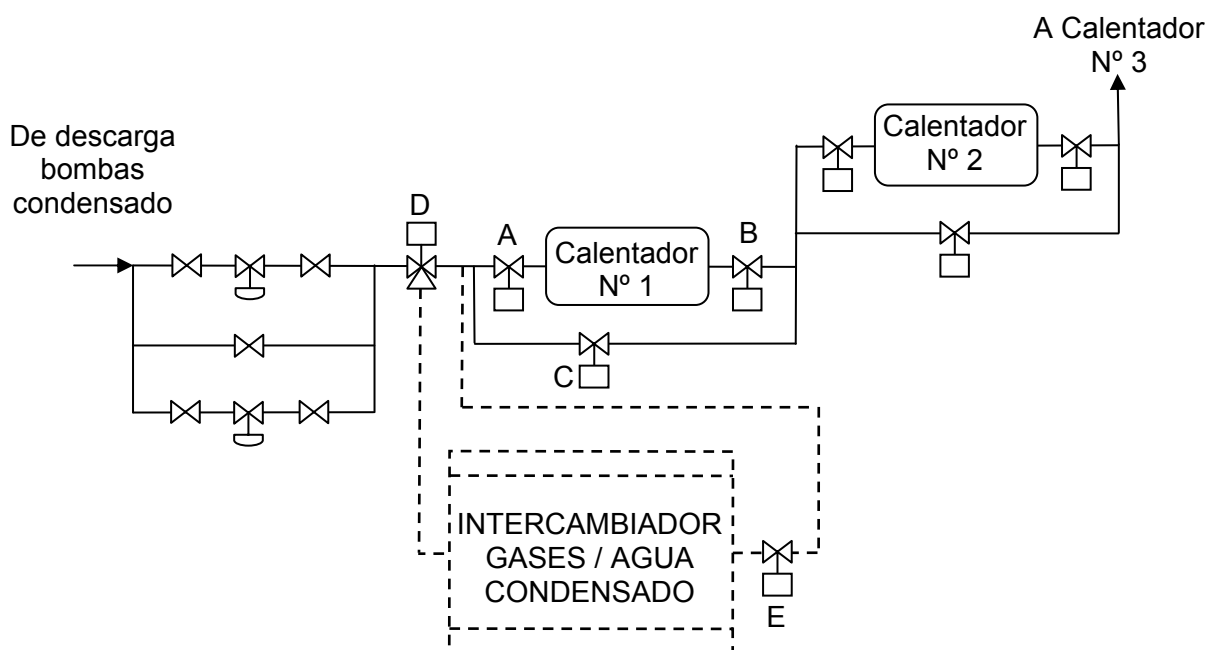 A Calentador
Nº 3
De descarga
bombas
condensado
Calentador
Nº 2
D
A
Calentador
Nº 1
B
C
INTERCAMBIADOR
GASES / AGUA
CONDENSADO
E